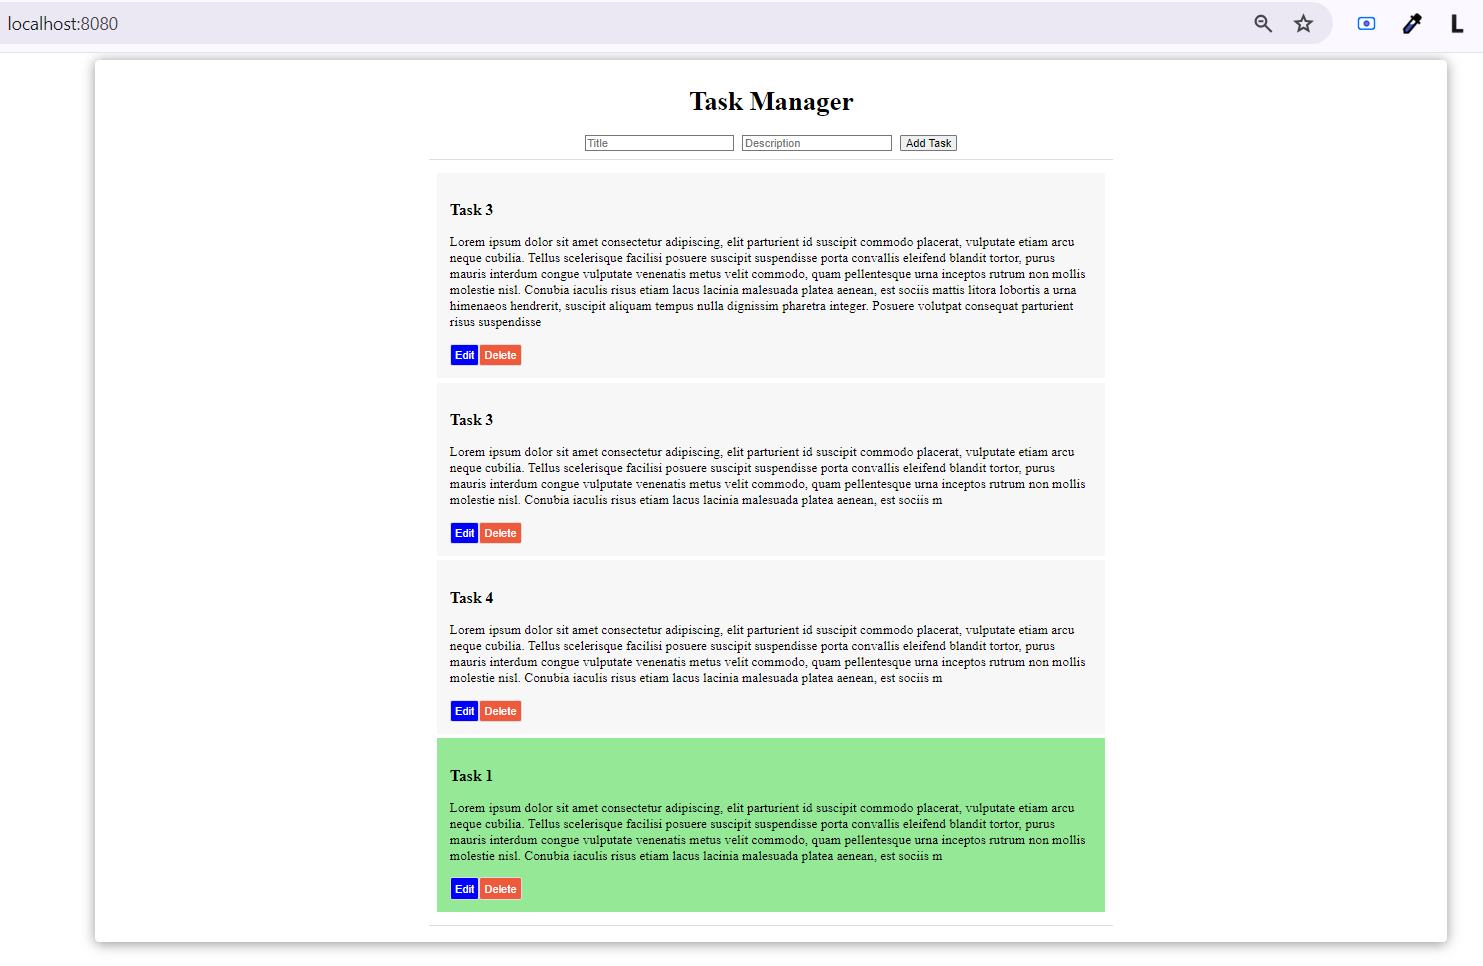 localhost:8080
L
Task Manager
Title Description Add Task
Task 3
Lorem ipsum dolor sit amet consectetur adipiscing, elit parturient id suscipit commodo placerat, vulputate etiam arcu
neque cubilia. Tellus scelerisque facilisi posuere suscipit suspendisse porta convallis eleifend blandit tortor, purus
mauris interdum congue vulputate venenatis metus velit commodo, quam pellentesque urna inceptos rutrum non mollis
molestie nisl. Conubia iaculis risus etiam lacus lacinia malesuada platea aenean, est sociis mattis litora lobortis a urna
himenaeos hendrerit, suscipit aliquam tempus nulla dignissim pharetra integer. Posuere volutpat consequat parturient
risus suspendisse
Edit Delete
Task 3
Lorem ipsum dolor sit amet consectetur adipiscing, elit parturient id suscipit commodo placerat, vulputate etiam arcu
neque cubilia. Tellus scelerisque facilisi posuere suscipit suspendisse porta convallis eleifend blandit tortor, purus
mauris interdum congue vulputate venenatis metus velit commodo, quam pellentesque urna inceptos rutrum non mollis
molestie nisl. Conubia iaculis risus etiam lacus lacinia malesuada platea aenean, est sociis m
Edit Delete
Task 4
Lorem ipsum dolor sit amet consectetur adipiscing, elit parturient id suscipit commodo placerat, vulputate etiam arcu
neque cubilia. Tellus scelerisque facilisi posuere suscipit suspendisse porta convallis eleifend blandit tortor, purus
mauris interdum congue vulputate venenatis metus velit commodo, quam pellentesque urna inceptos rutrum non mollis
molestie nisl. Conubia iaculis risus etiam lacus lacinia malesuada platea aenean, est sociis m
Edit Delete
Task 1
Lorem ipsum dolor sit amet consectetur adipiscing, elit parturient id suscipit commodo placerat, vulputate etiam arcu
neque cubilia. Tellus scelerisque facilisi posuere suscipit suspendisse porta convallis eleifend blandit tortor, purus
mauris interdum congue vulputate venenatis metus velit commodo, quam pellentesque urna inceptos rutrum non mollis
molestie nisl. Conubia iaculis risus etiam lacus lacinia malesuada platea aenean, est sociis m
Edit Delete